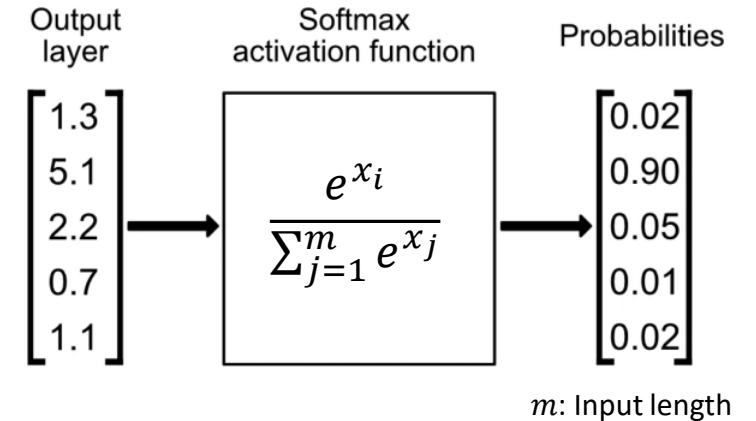 Output
layer
Softmax
activation function
Probabilities
1.3
5.1
2.2
0.7
1.1
e^{x_i}
∑_{j=1}^{m} e^{x_j}
0.02
0.90
0.05
0.01
0.02
m: Input length